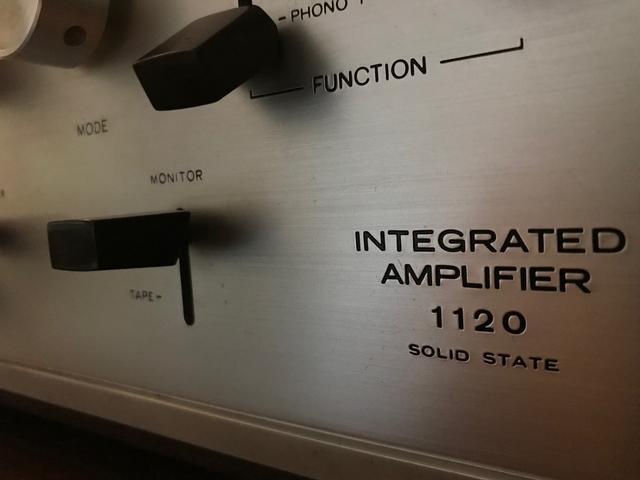 -PHONO
FUNCTION
MODE
MONITOR
TAPE-
INTEGRATED
AMPLIFIER
1120
SOLID STATE